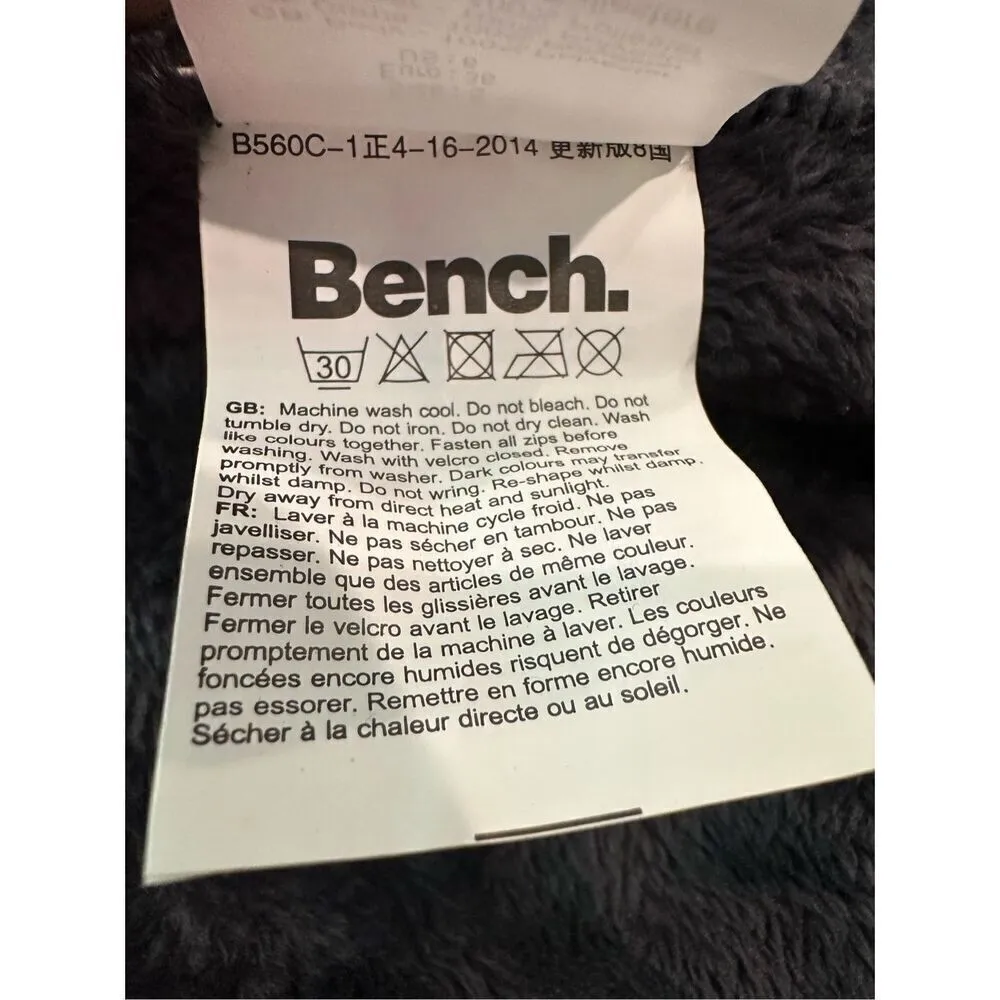 US : 6
Euro : 36
B560C-1正4-16-2014 更新版8国
Bench.
30
GB: Machine wash cool. Do not bleach. Do not
tumble dry. Do not iron. Do not dry clean. Wash
like colours together. Fasten all zips before
washing. Wash with velcro closed. Remove
promptly from washer. Dark colours may transfer
whilst damp. Do not wring. Re-shape whilst damp.
Dry away from direct heat and sunlight.
FR: Laver à la machine cycle froid. Ne pas
javelliser. Ne pas sécher en tambour. Ne pas
repasser. Ne pas nettoyer à sec. Ne laver
ensemble que des articles de même couleur.
Fermer toutes les glissières avant le lavage.
Fermer le velcro avant le lavage. Retirer
promptement de la machine à laver. Les couleurs
foncées encore humides risquent de dégorger. Ne
pas essorer. Remettre en forme encore humide.
Sécher à la chaleur directe ou au soleil.